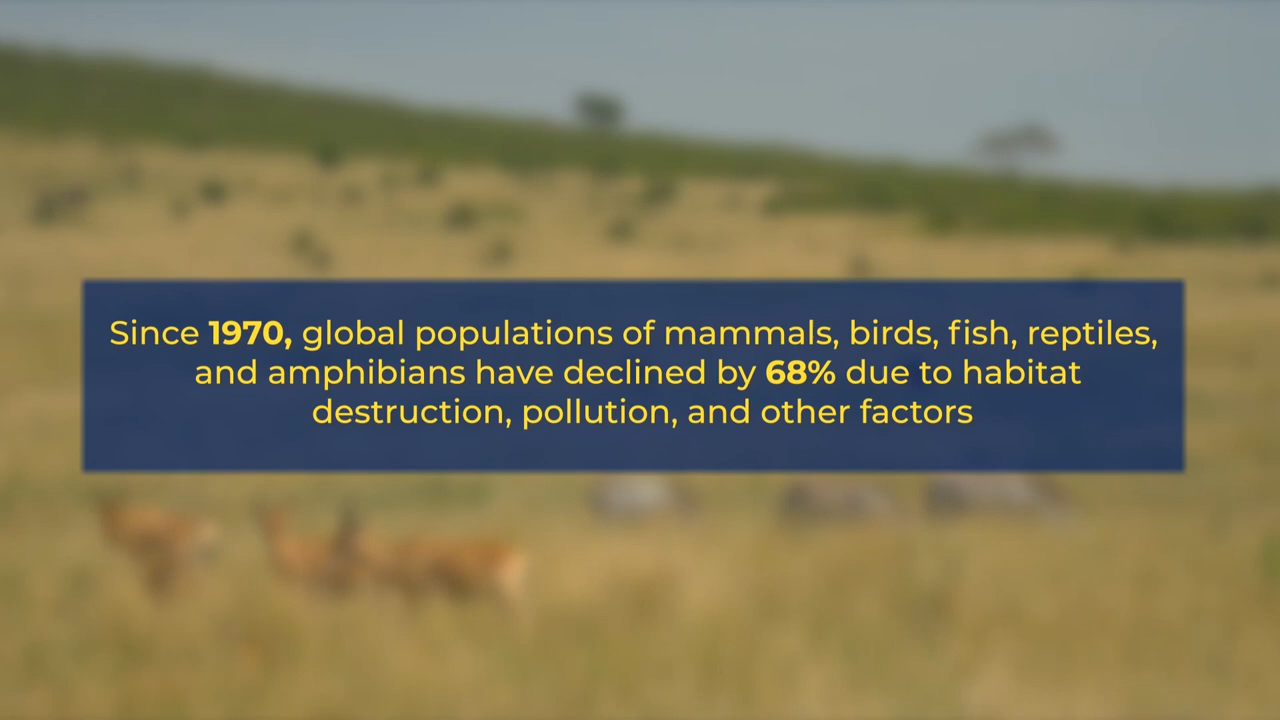 Since 1970, global populations of mammals, birds, fish, reptiles,
and amphibians have declined by 68% due to habitat
destruction, pollution, and other factors